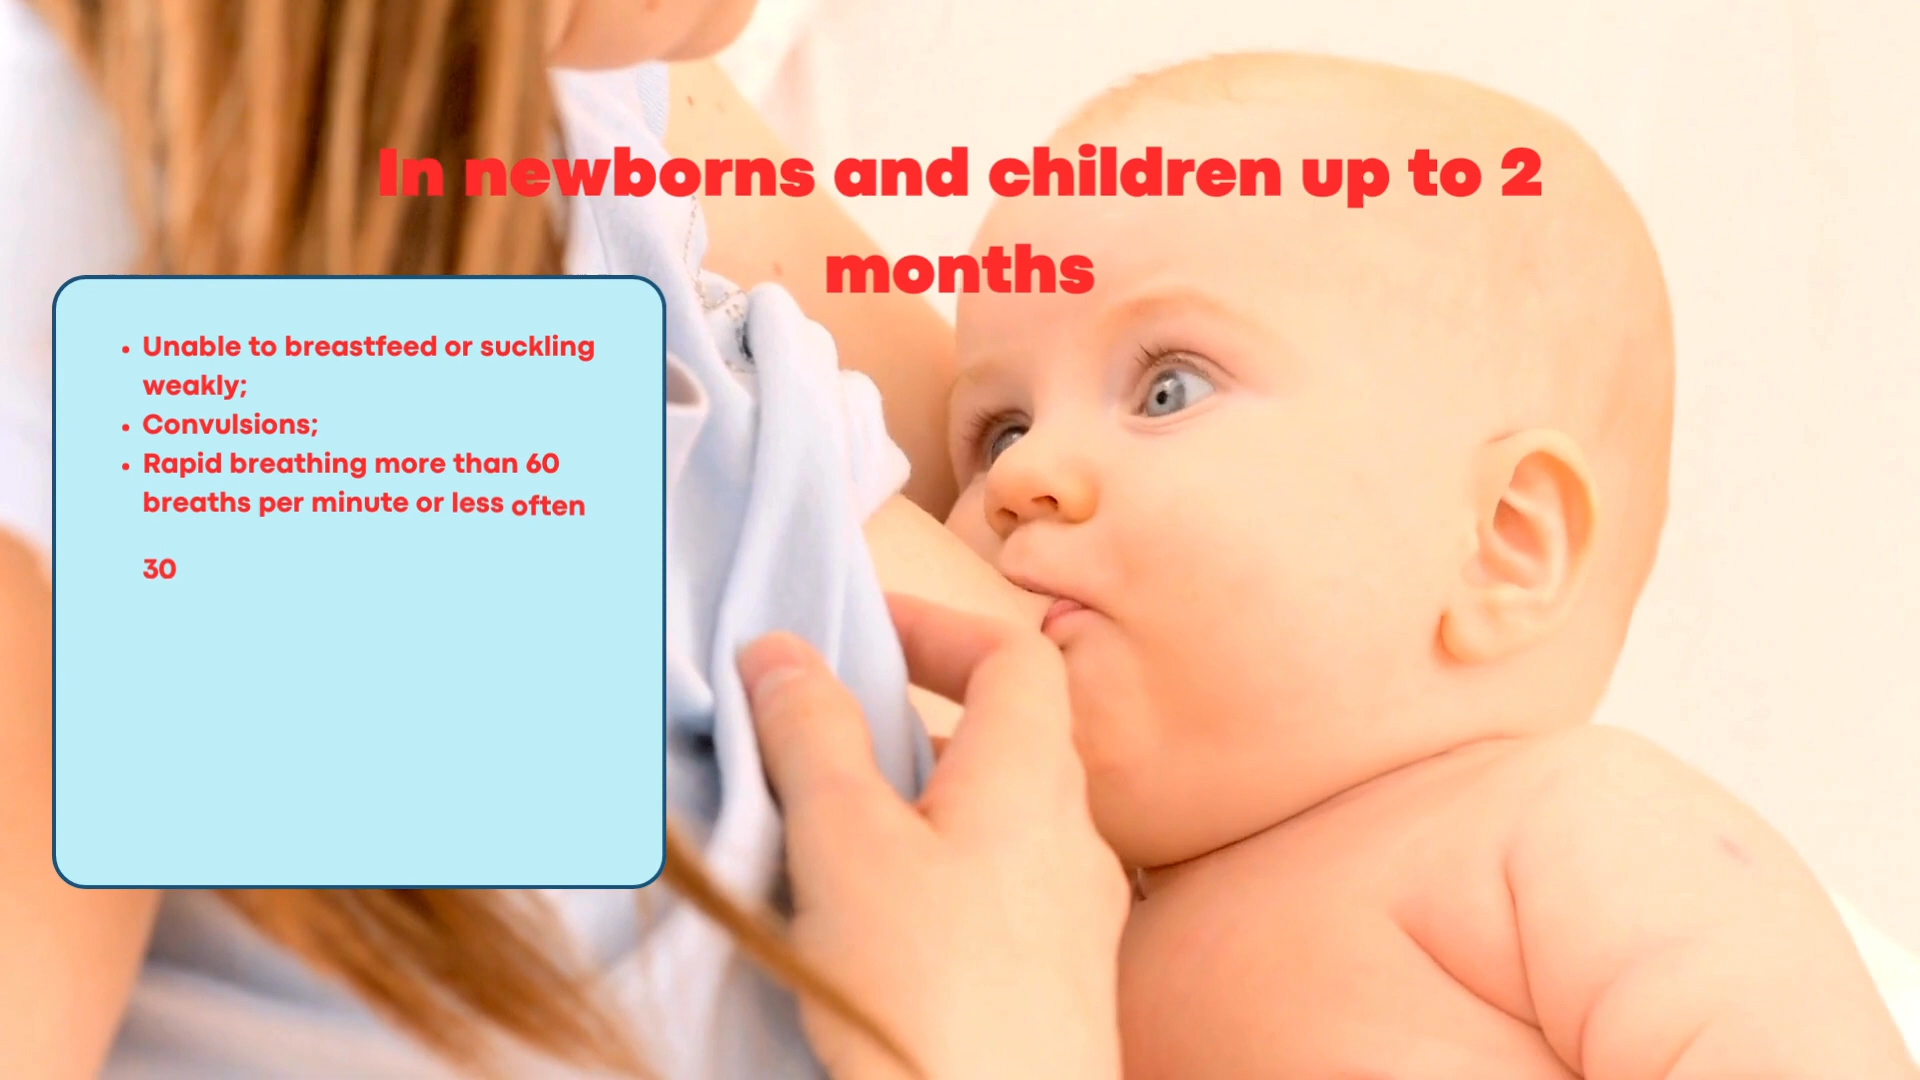 In newborns and children up to 2
months
• Unable to breastfeed or suckling
weakly;
• Convulsions;
• Rapid breathing more than 60
breaths per minute or less often
30